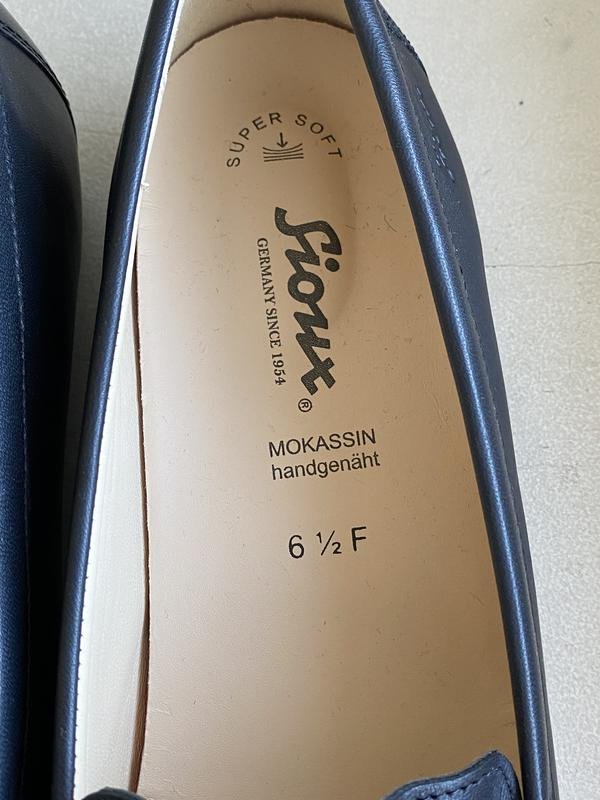 SUPER SOFT
Sioux®
GERMANY SINCE 1954
MOKASSIN
handgenäht
6 ½ F